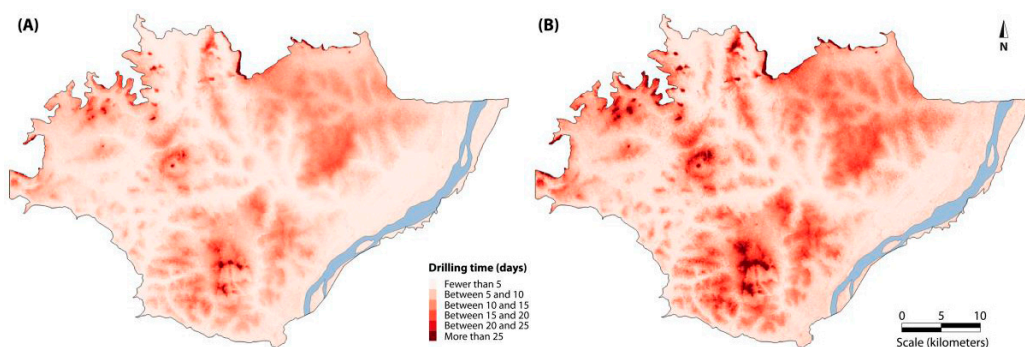 (A)
(B)
N
Drilling time (days)
Fewer than 5
Between 5 and 10
Between 10 and 15
Between 15 and 20
Between 20 and 25
More than 25
0 5 10
Scale (kilometers)